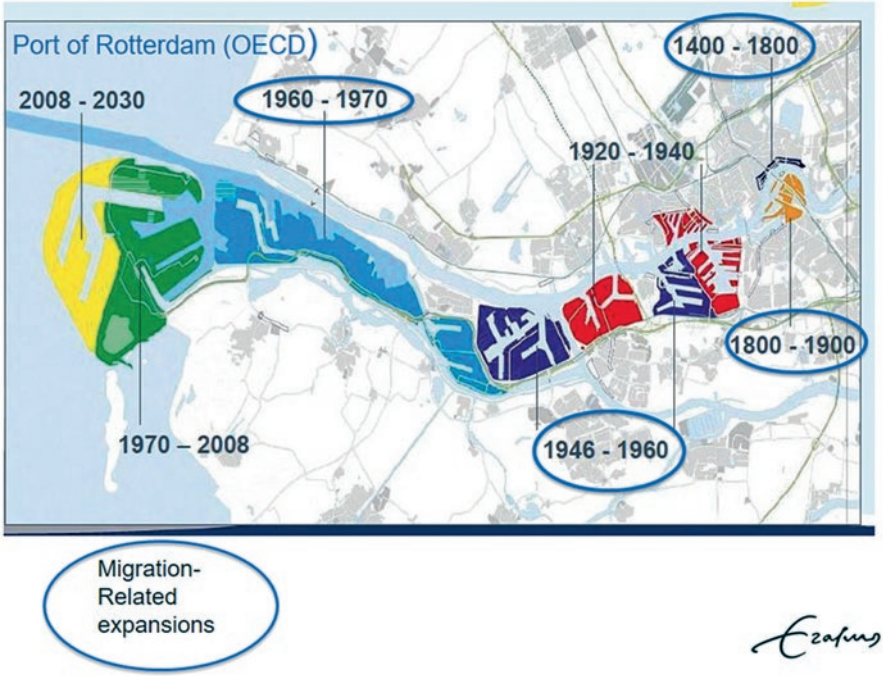 Port of Rotterdam (OECD)
1400 - 1800
2008 - 2030
1960 - 1970
1920 - 1940
1800 - 1900
1970 – 2008
1946 - 1960
Migration-
Related
expansions
Erasmus